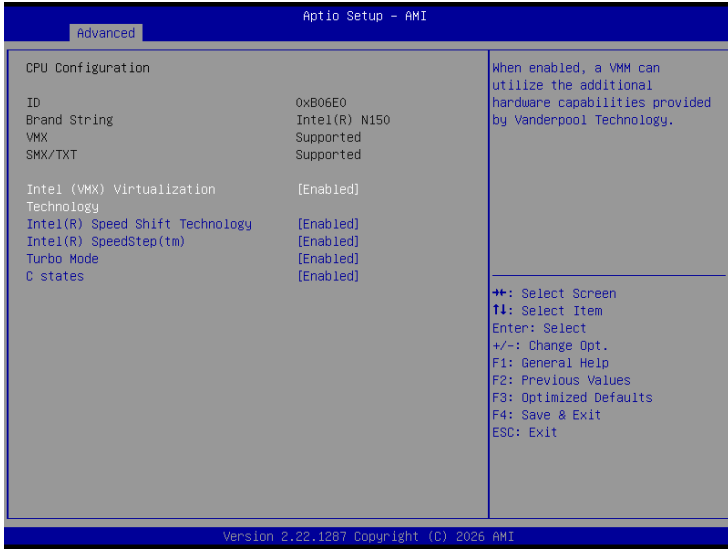 Aptio Setup – AMI
Advanced
CPU Configuration
ID 0xB06E0
Brand String Intel(R) N150
VMX Supported
SMX/TXT Supported
Intel (VMX) Virtualization [Enabled]
Technology
Intel(R) Speed Shift Technology [Enabled]
Intel(R) SpeedStep(tm) [Enabled]
Turbo Mode [Enabled]
C states [Enabled]
When enabled, a VMM can
utilize the additional
hardware capabilities provided
by Vanderpool Technology.
→←: Select Screen
↑↓: Select Item
Enter: Select
+/-: Change Opt.
F1: General Help
F2: Previous Values
F3: Optimized Defaults
F4: Save & Exit
ESC: Exit
Version 2.22.1287 Copyright (C) 2026 AMI